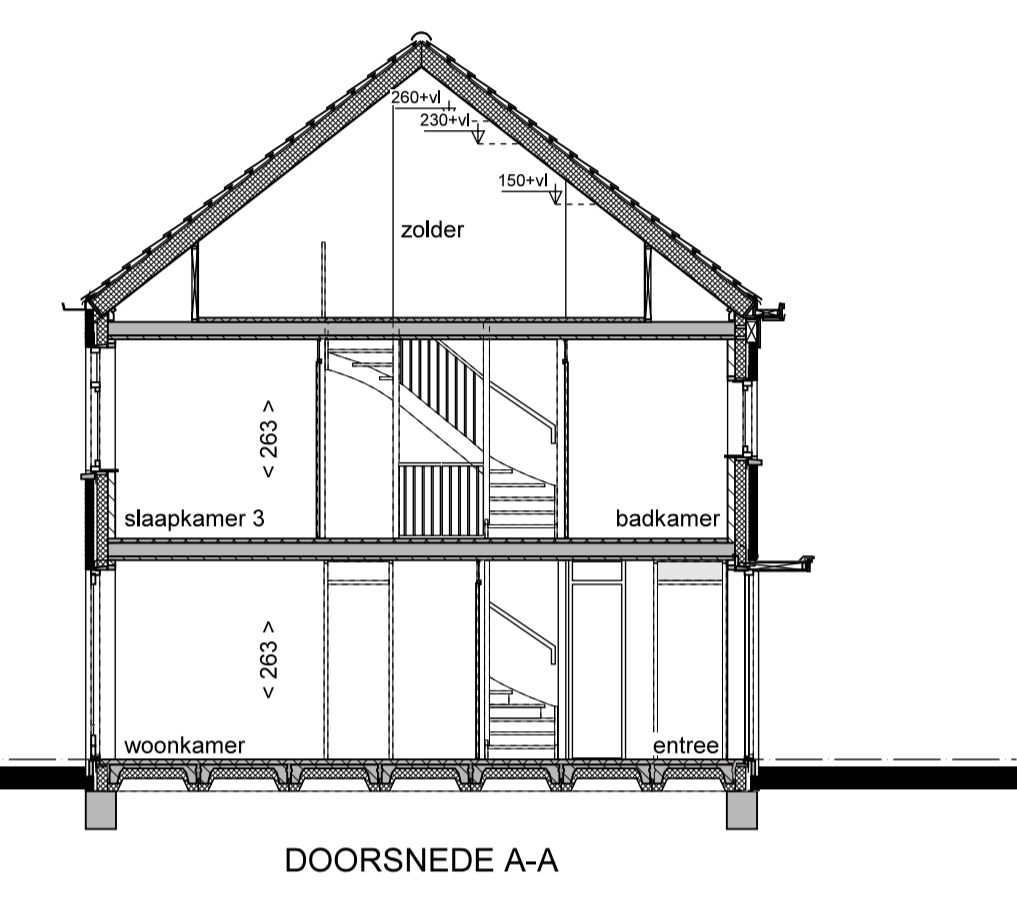 260+vl
230+vl
150+vl
zolder
< 263 >
slaapkamer 3
badkamer
< 263 >
woonkamer
entree
DOORSNEDE A-A